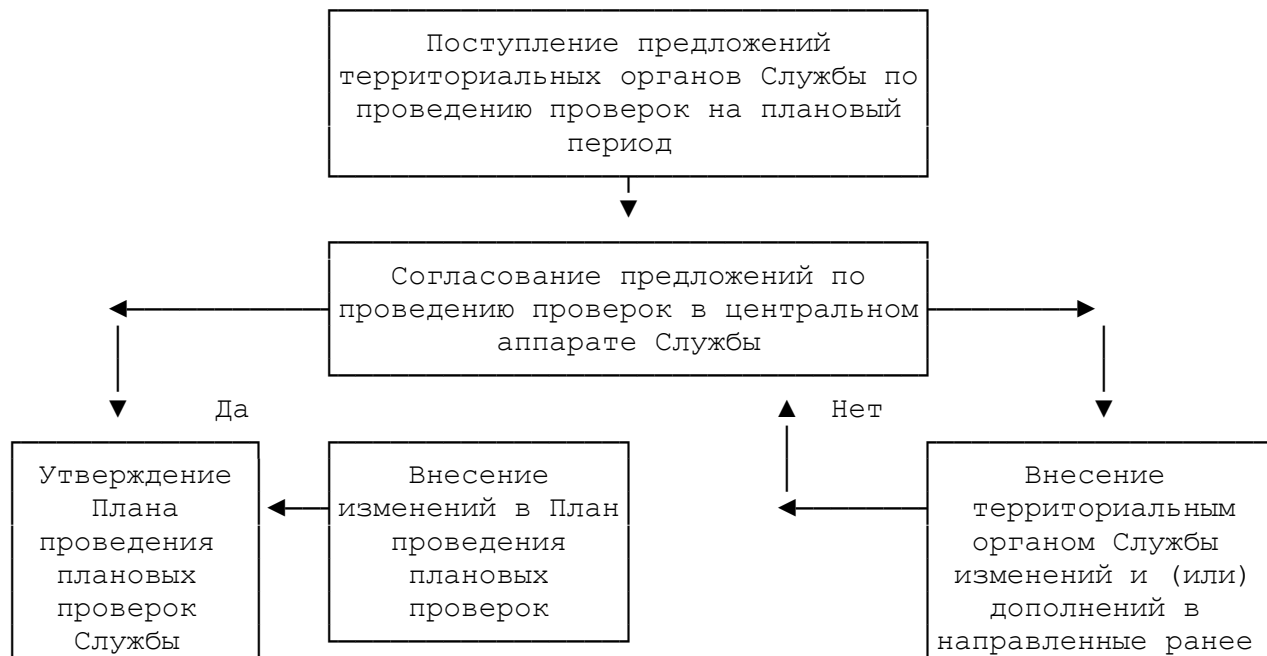 Поступление предложений
территориальных органов Службы по
проведению проверок на плановый
период
Согласование предложений по
проведению проверок в центральном
аппарате Службы
Да
Нет
Утверждение
Плана
проведения
плановых
проверок
Службы
Внесение
изменений в План
проведения
плановых
проверок
Внесение
территориальным
органом Службы
изменений и (или)
дополнений в
направленные ранее